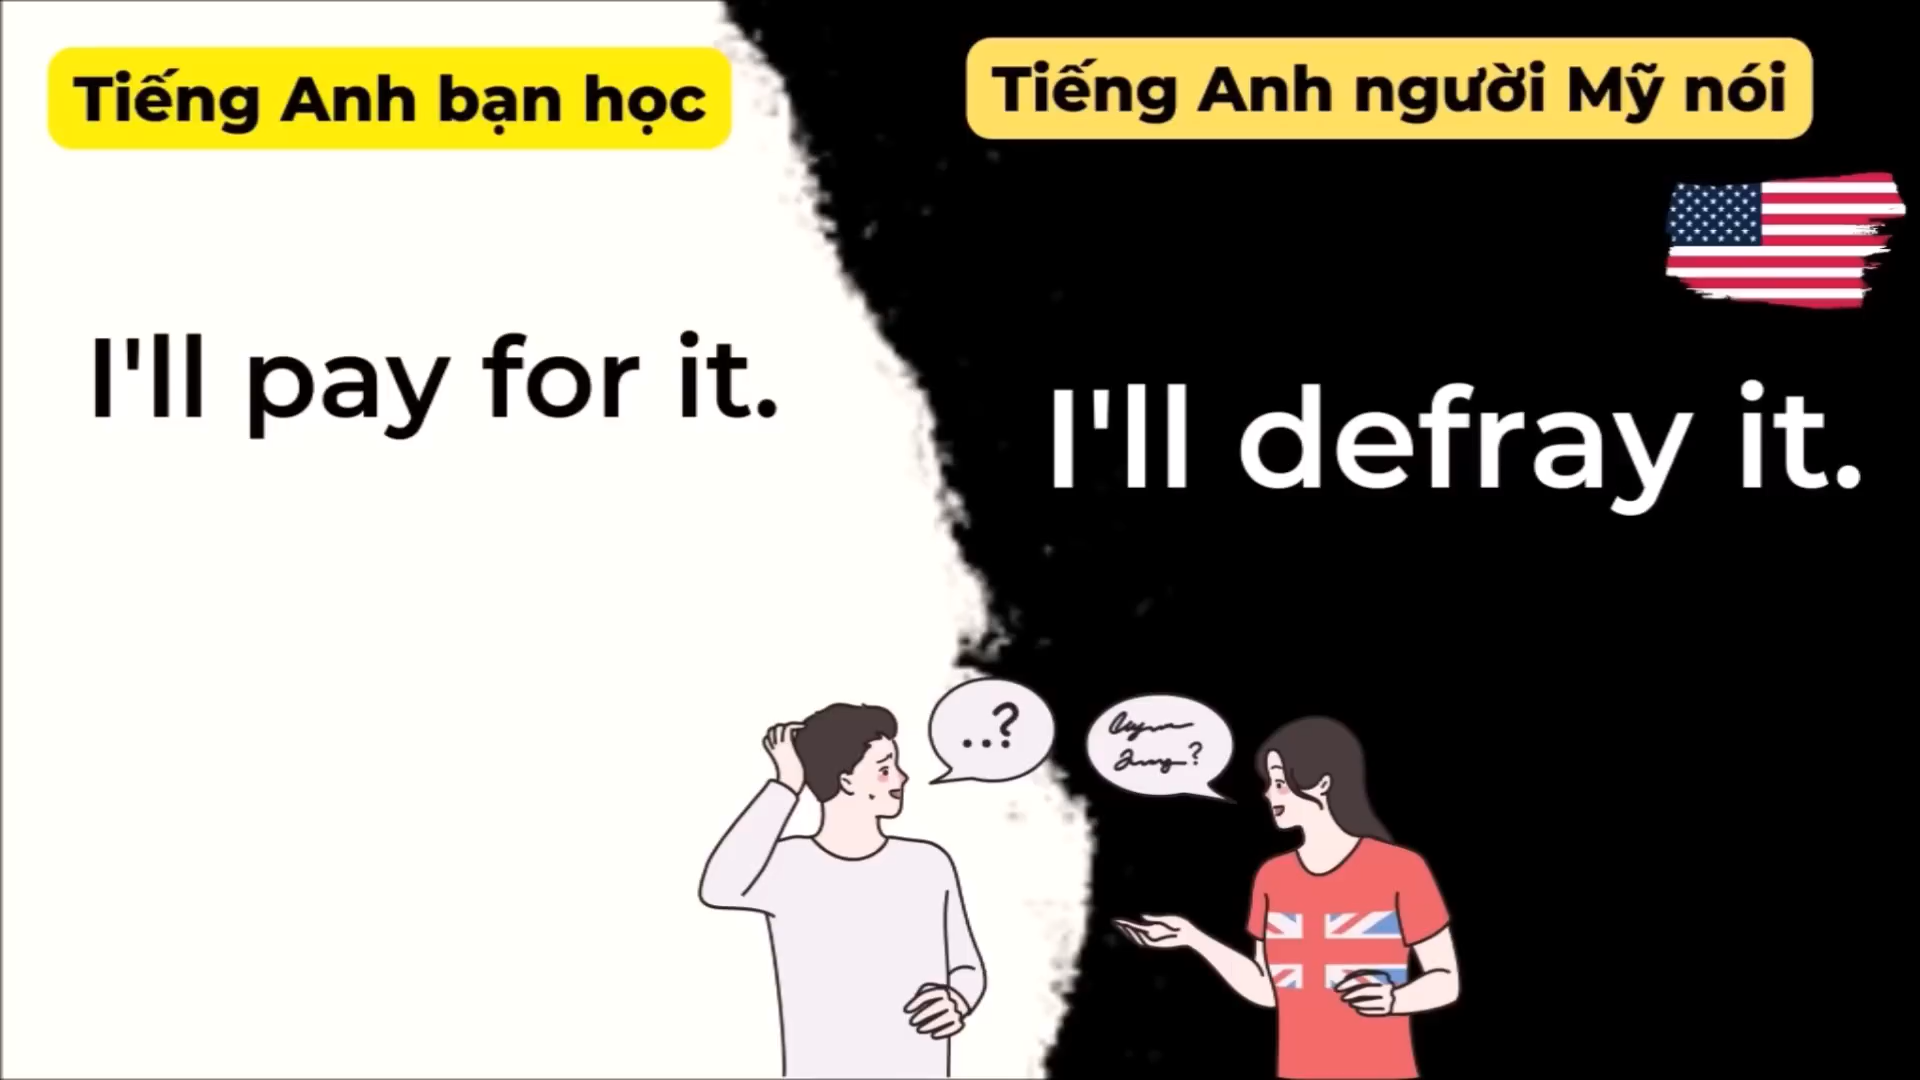 Tiếng Anh bạn học
Tiếng Anh người Mỹ nói
I'll pay for it.
I'll defray it.
...?